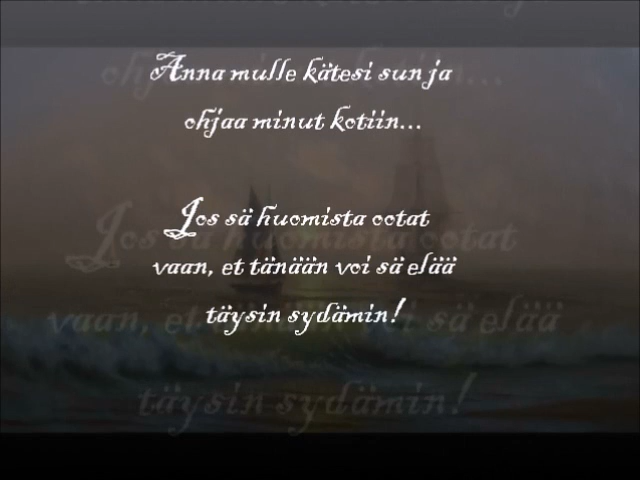 Anna mulle kätesi sun ja
ohjaa minut kotiin...
Jos sä huomista ootat
vaan, et tänään voi sä elää
täysin sydämin!